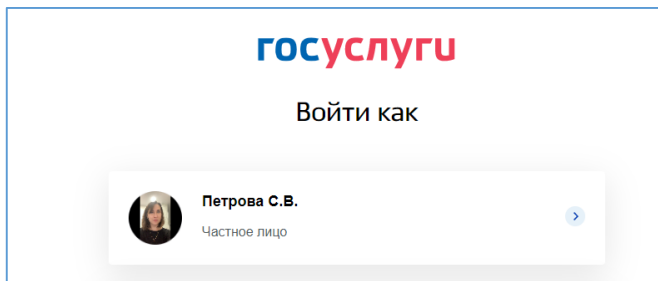 госуслуги
Войти как
Петрова С.В.
Частное лицо